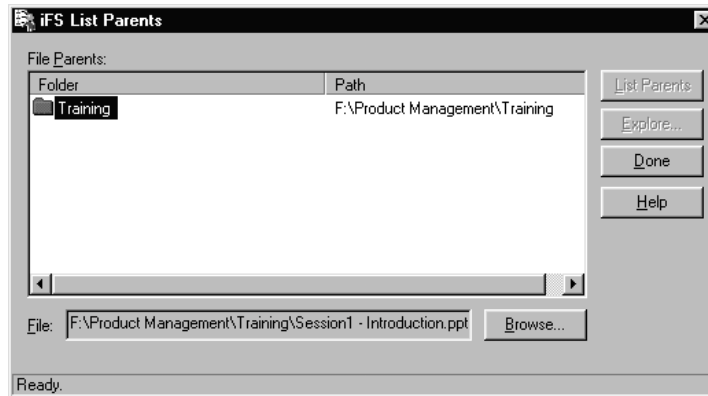 iFS List Parents
File Parents:
Folder Path
Training F:\Product Management\Training
List Parents
Explore...
Done
Help
File: F:\Product Management\Training\Session1 - Introduction.ppt Browse...
Ready.